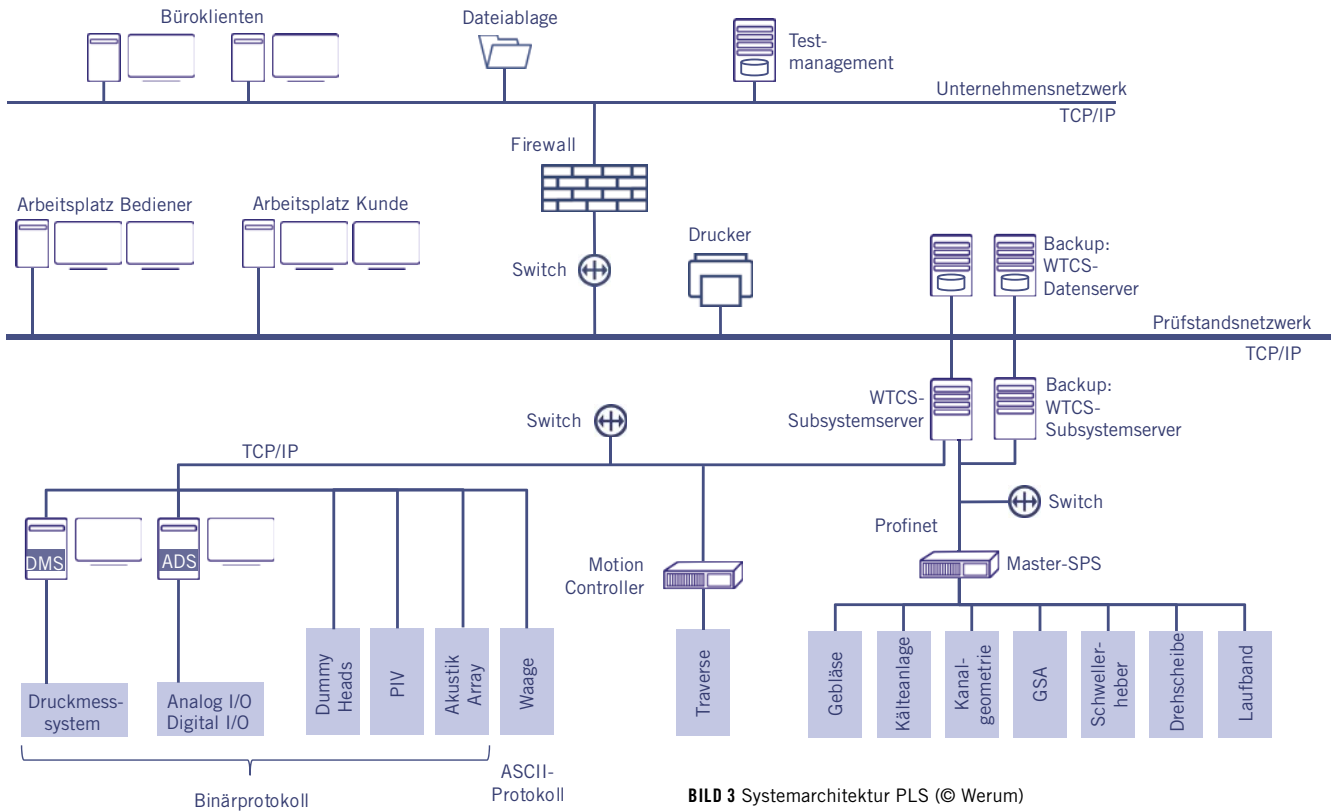 Büroklienten
Dateiablage
Test-
management
Unternehmensnetzwerk
TCP/IP
Firewall
Arbeitsplatz Bediener
Arbeitsplatz Kunde
Switch
Drucker
Backup:
WTCS-
Datenserver
Prüfstandsnetzwerk
TCP/IP
WTCS-
Subsystemserver
Backup:
WTCS-
Subsystemserver
Switch
TCP/IP
Switch
Profinet
DMS
ADS
Motion
Controller
Master-SPS
Druckmess-
system
Analog I/O
Digital I/O
Dummy
Heads
PIV
Akustik
Array
Waage
Traverse
Gebläse
Kälteanlage
Kanal-
geometrie
GSA
Schweller-
heber
Drehscheibe
Laufband
Binärprotokoll
ASCII-
Protokoll
BILD 3 Systemarchitektur PLS (© Werum)